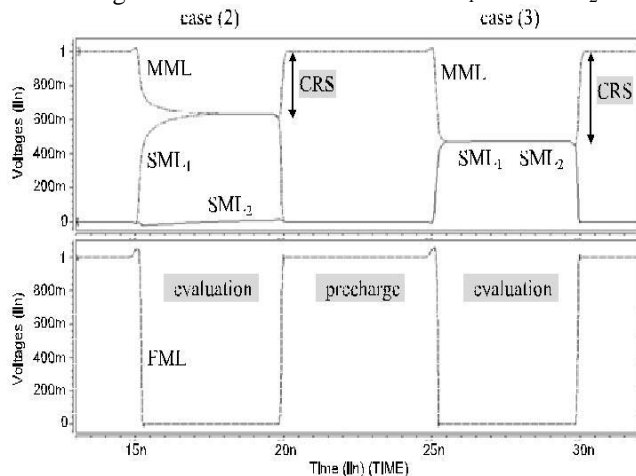 case (2)
case (3)
1
MML
MML
800m
CRS
CRS
600m
400m
SML1
SML1 SML2
200m
SML2
0
Voltages (lin)
1
800m
evaluation
precharge
evaluation
600m
400m
FML
200m
0
Voltages (lin)
15n
20n
25n
30n
Time (lin) (TIME)